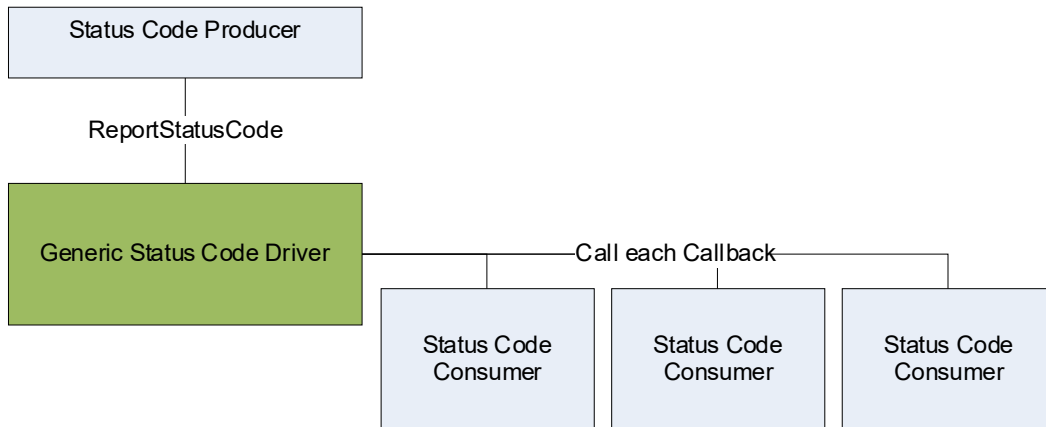 Status Code Producer
ReportStatusCode
Generic Status Code Driver
Call each Callback
Status Code
Consumer
Status Code
Consumer
Status Code
Consumer